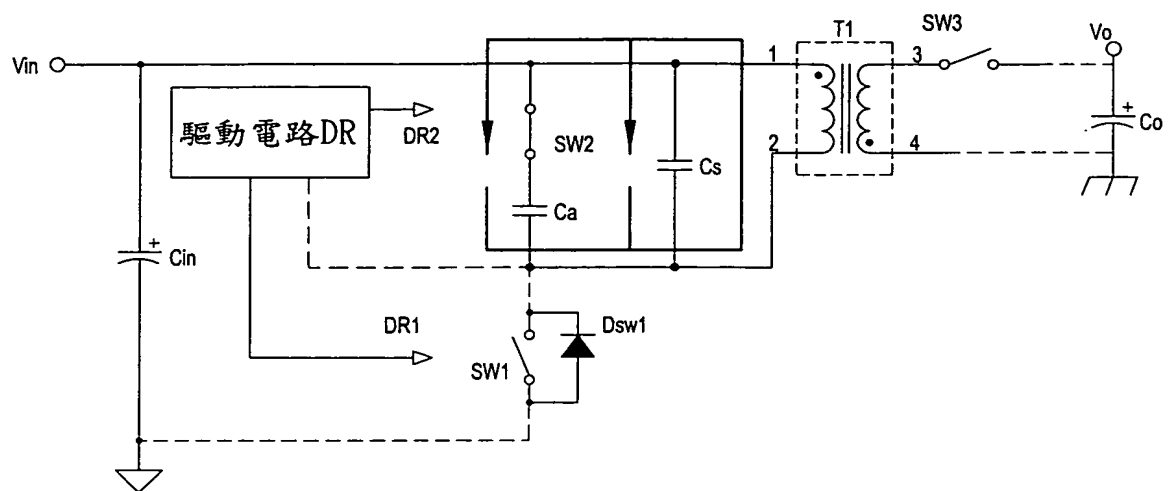 T1
SW3
Vo
Vin
1
3
驅動電路DR
DR2
SW2
Cs
2
4
+
Co
Ca
+
Cin
DR1
Dsw1
SW1